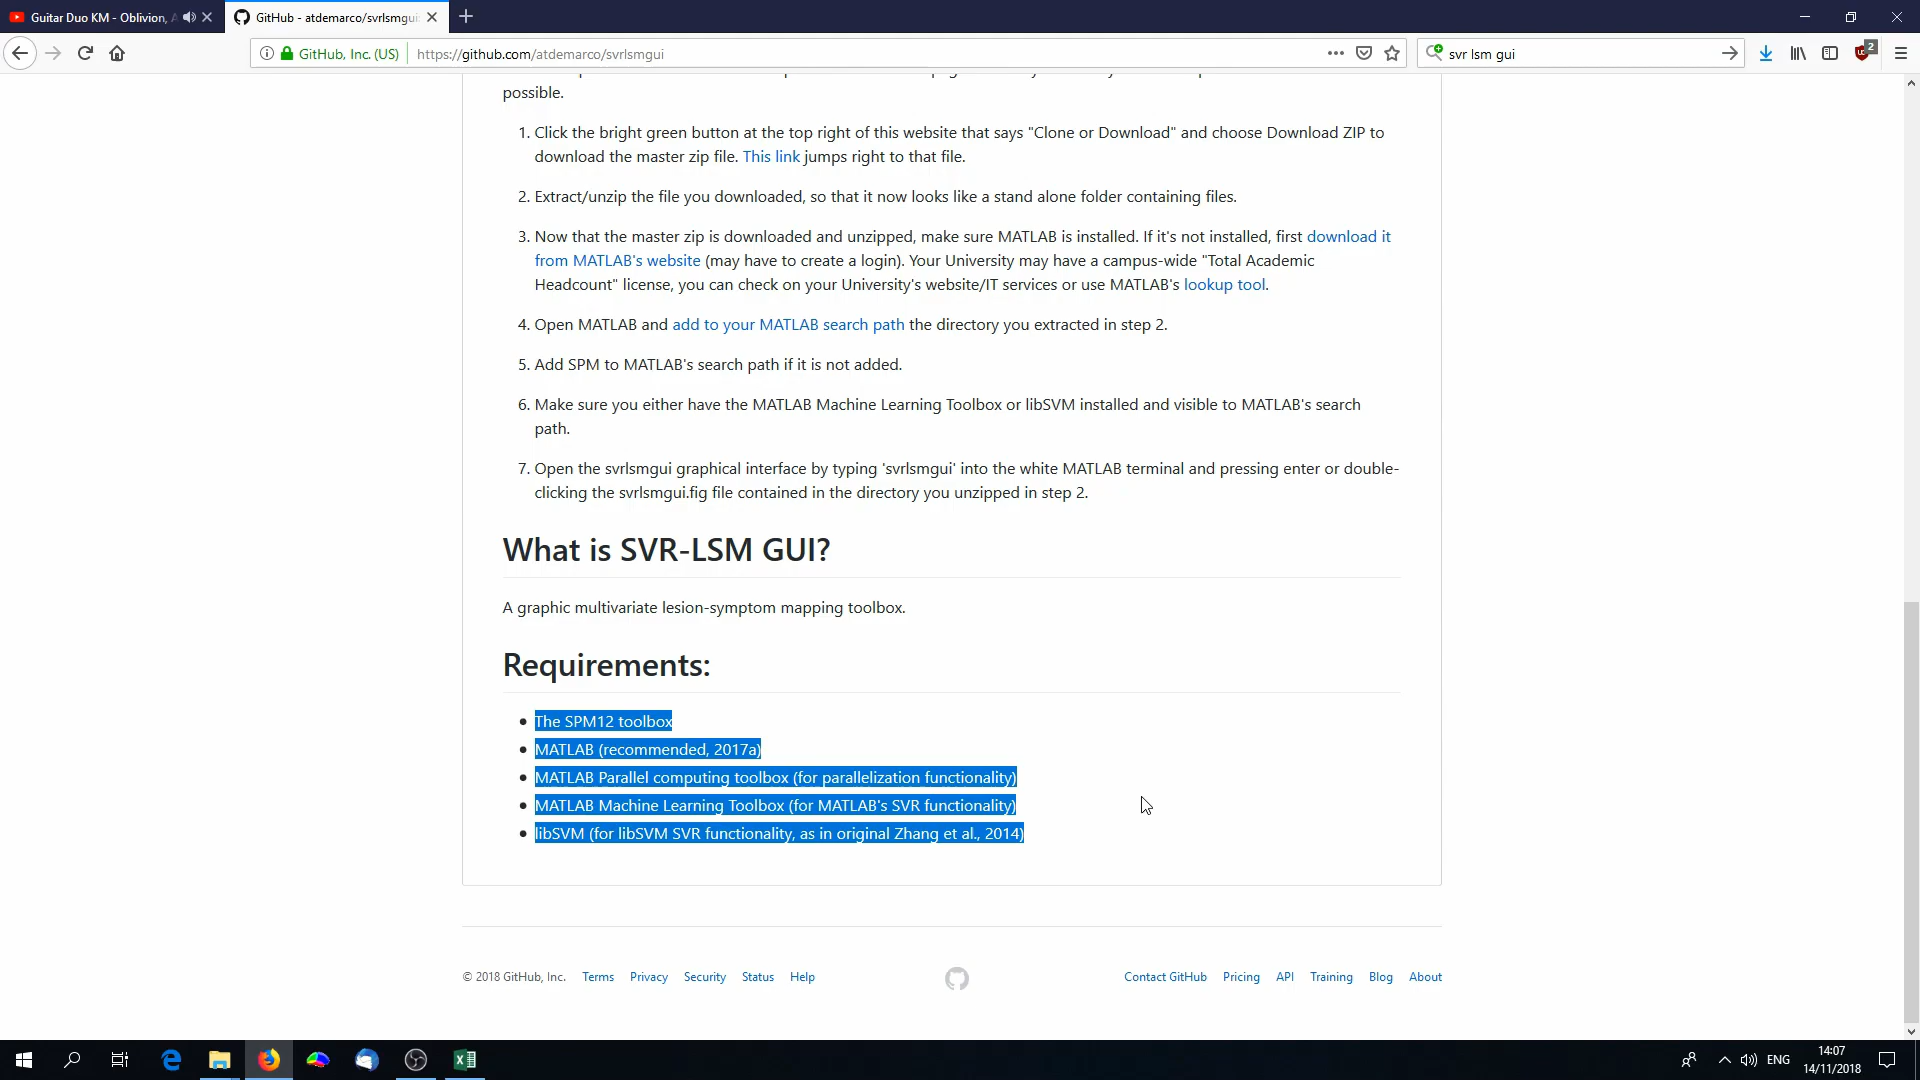 Guitar Duo KM - Oblivion, A
GitHub - atdemarco/svrlsmgui:
GitHub, Inc. (US)
https://github.com/atdemarco/svrlsmgui
svr lsm gui
2
possible.
1. Click the bright green button at the top right of this website that says "Clone or Download" and choose Download ZIP to
download the master zip file. This link jumps right to that file.
2. Extract/unzip the file you downloaded, so that it now looks like a stand alone folder containing files.
3. Now that the master zip is downloaded and unzipped, make sure MATLAB is installed. If it's not installed, first download it
from MATLAB's website (may have to create a login). Your University may have a campus-wide "Total Academic
Headcount" license, you can check on your University's website/IT services or use MATLAB's lookup tool.
4. Open MATLAB and add to your MATLAB search path the directory you extracted in step 2.
5. Add SPM to MATLAB's search path if it is not added.
6. Make sure you either have the MATLAB Machine Learning Toolbox or libSVM installed and visible to MATLAB's search
path.
7. Open the svrlsmgui graphical interface by typing 'svrlsmgui' into the white MATLAB terminal and pressing enter or double-
clicking the svrlsmgui.fig file contained in the directory you unzipped in step 2.
What is SVR-LSM GUI?
A graphic multivariate lesion-symptom mapping toolbox.
Requirements:
• The SPM12 toolbox
• MATLAB (recommended, 2017a)
• MATLAB Parallel computing toolbox (for parallelization functionality)
• MATLAB Machine Learning Toolbox (for MATLAB's SVR functionality)
• libSVM (for libSVM SVR functionality, as in original Zhang et al., 2014)
© 2018 GitHub, Inc. Terms Privacy Security Status Help
Contact GitHub Pricing API Training Blog About
ENG
14:07
14/11/2018